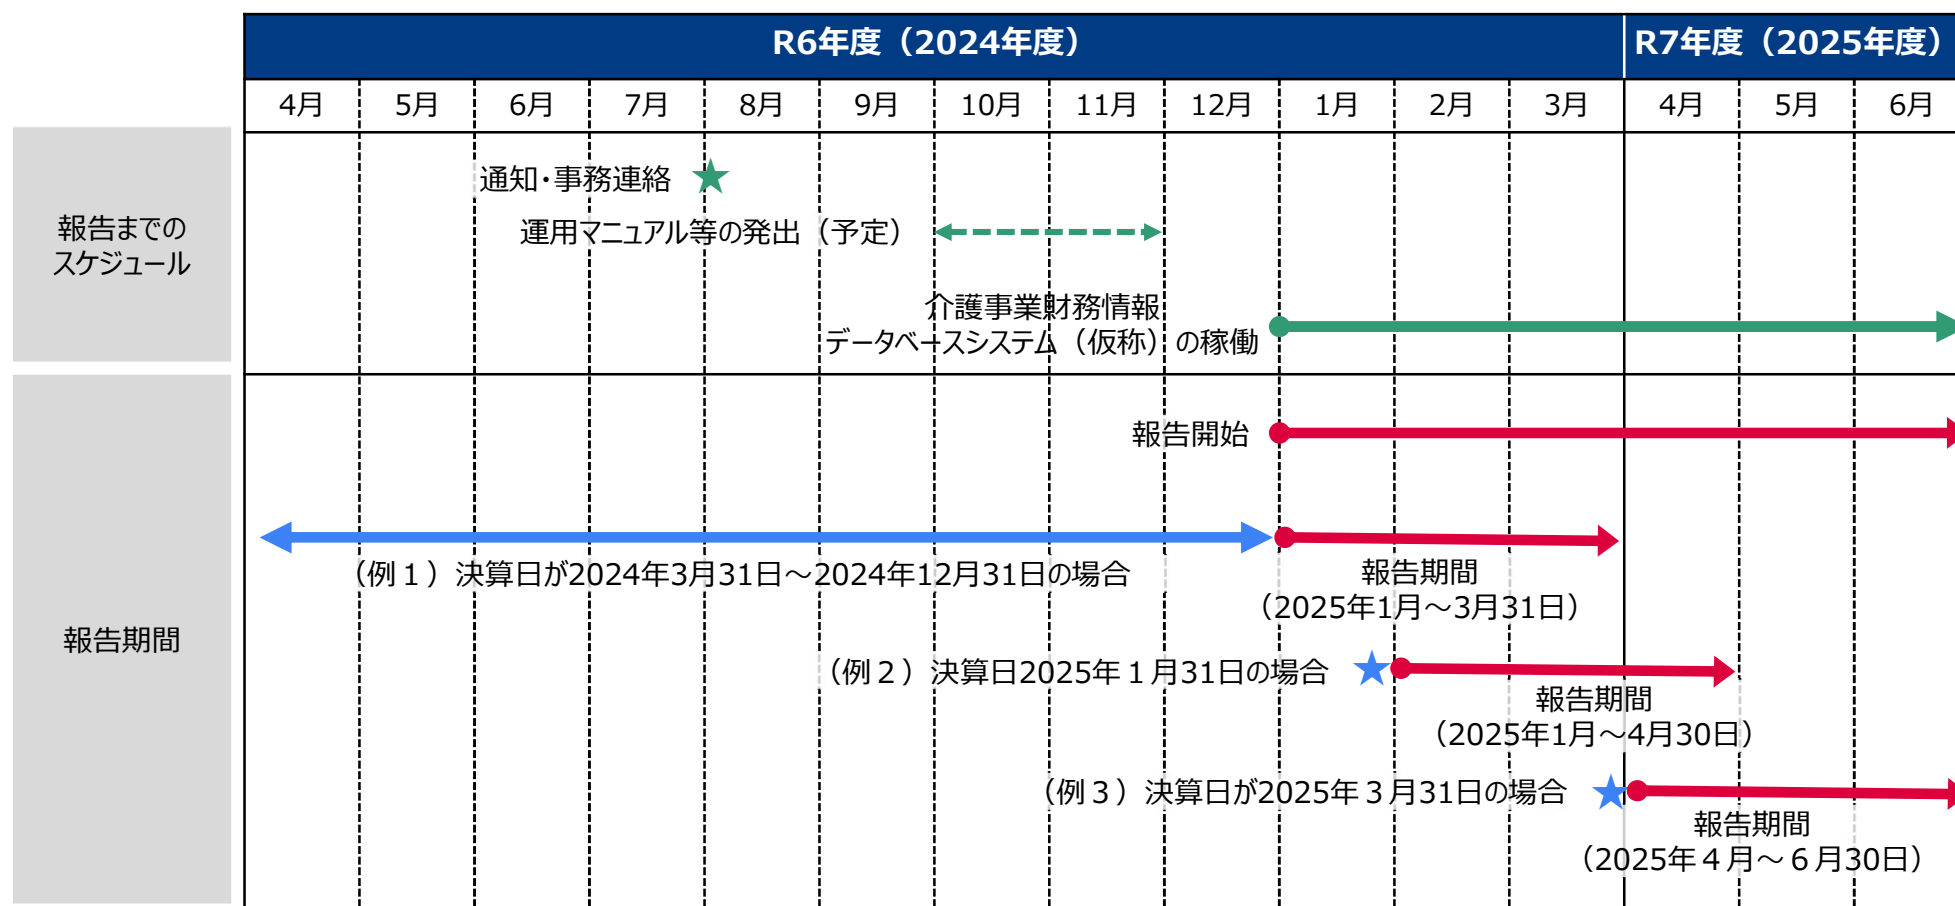 R6年度（2024年度）
R7年度（2025年度）
4月
5月
6月
7月
8月
9月
10月
11月
12月
1月
2月
3月
4月
5月
6月
報告までの
スケジュール
通知・事務連絡
運用マニュアル等の発出（予定）
介護事業財務情報
データベースシステム（仮称）の稼働
報告期間
報告開始
（例１）決算日が2024年3月31日～2024年12月31日の場合
報告期間
（2025年1月～3月31日）
（例２）決算日2025年１月31日の場合
報告期間
（2025年1月～4月30日）
（例３）決算日が2025年３月31日の場合
報告期間
（2025年４月～６月30日）